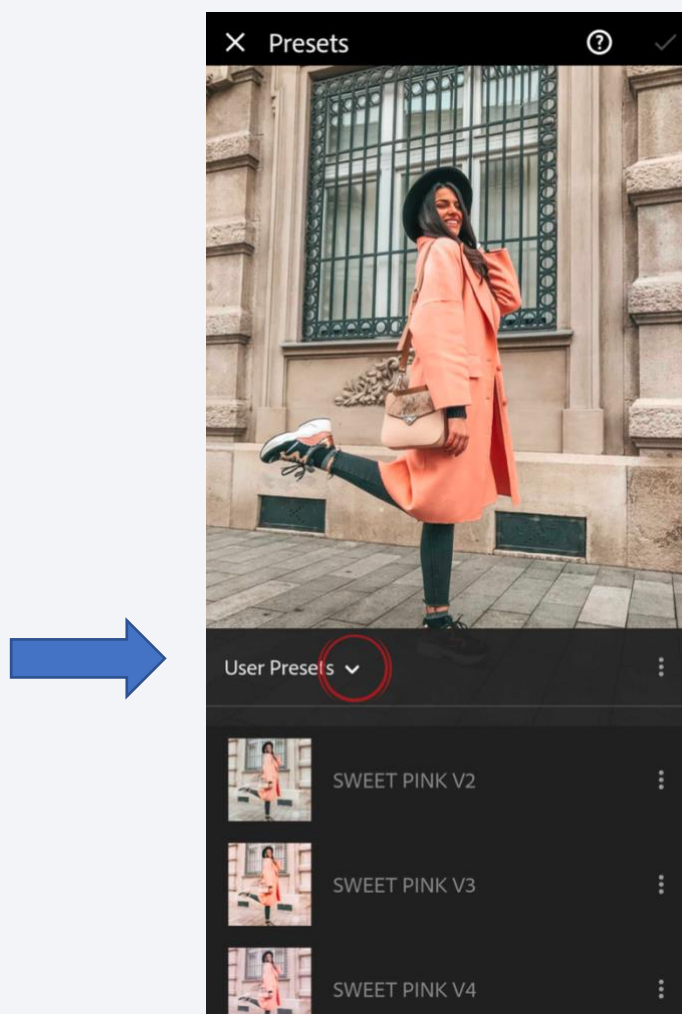 Presets
User Presets
SWEET PINK V2
SWEET PINK V3
SWEET PINK V4